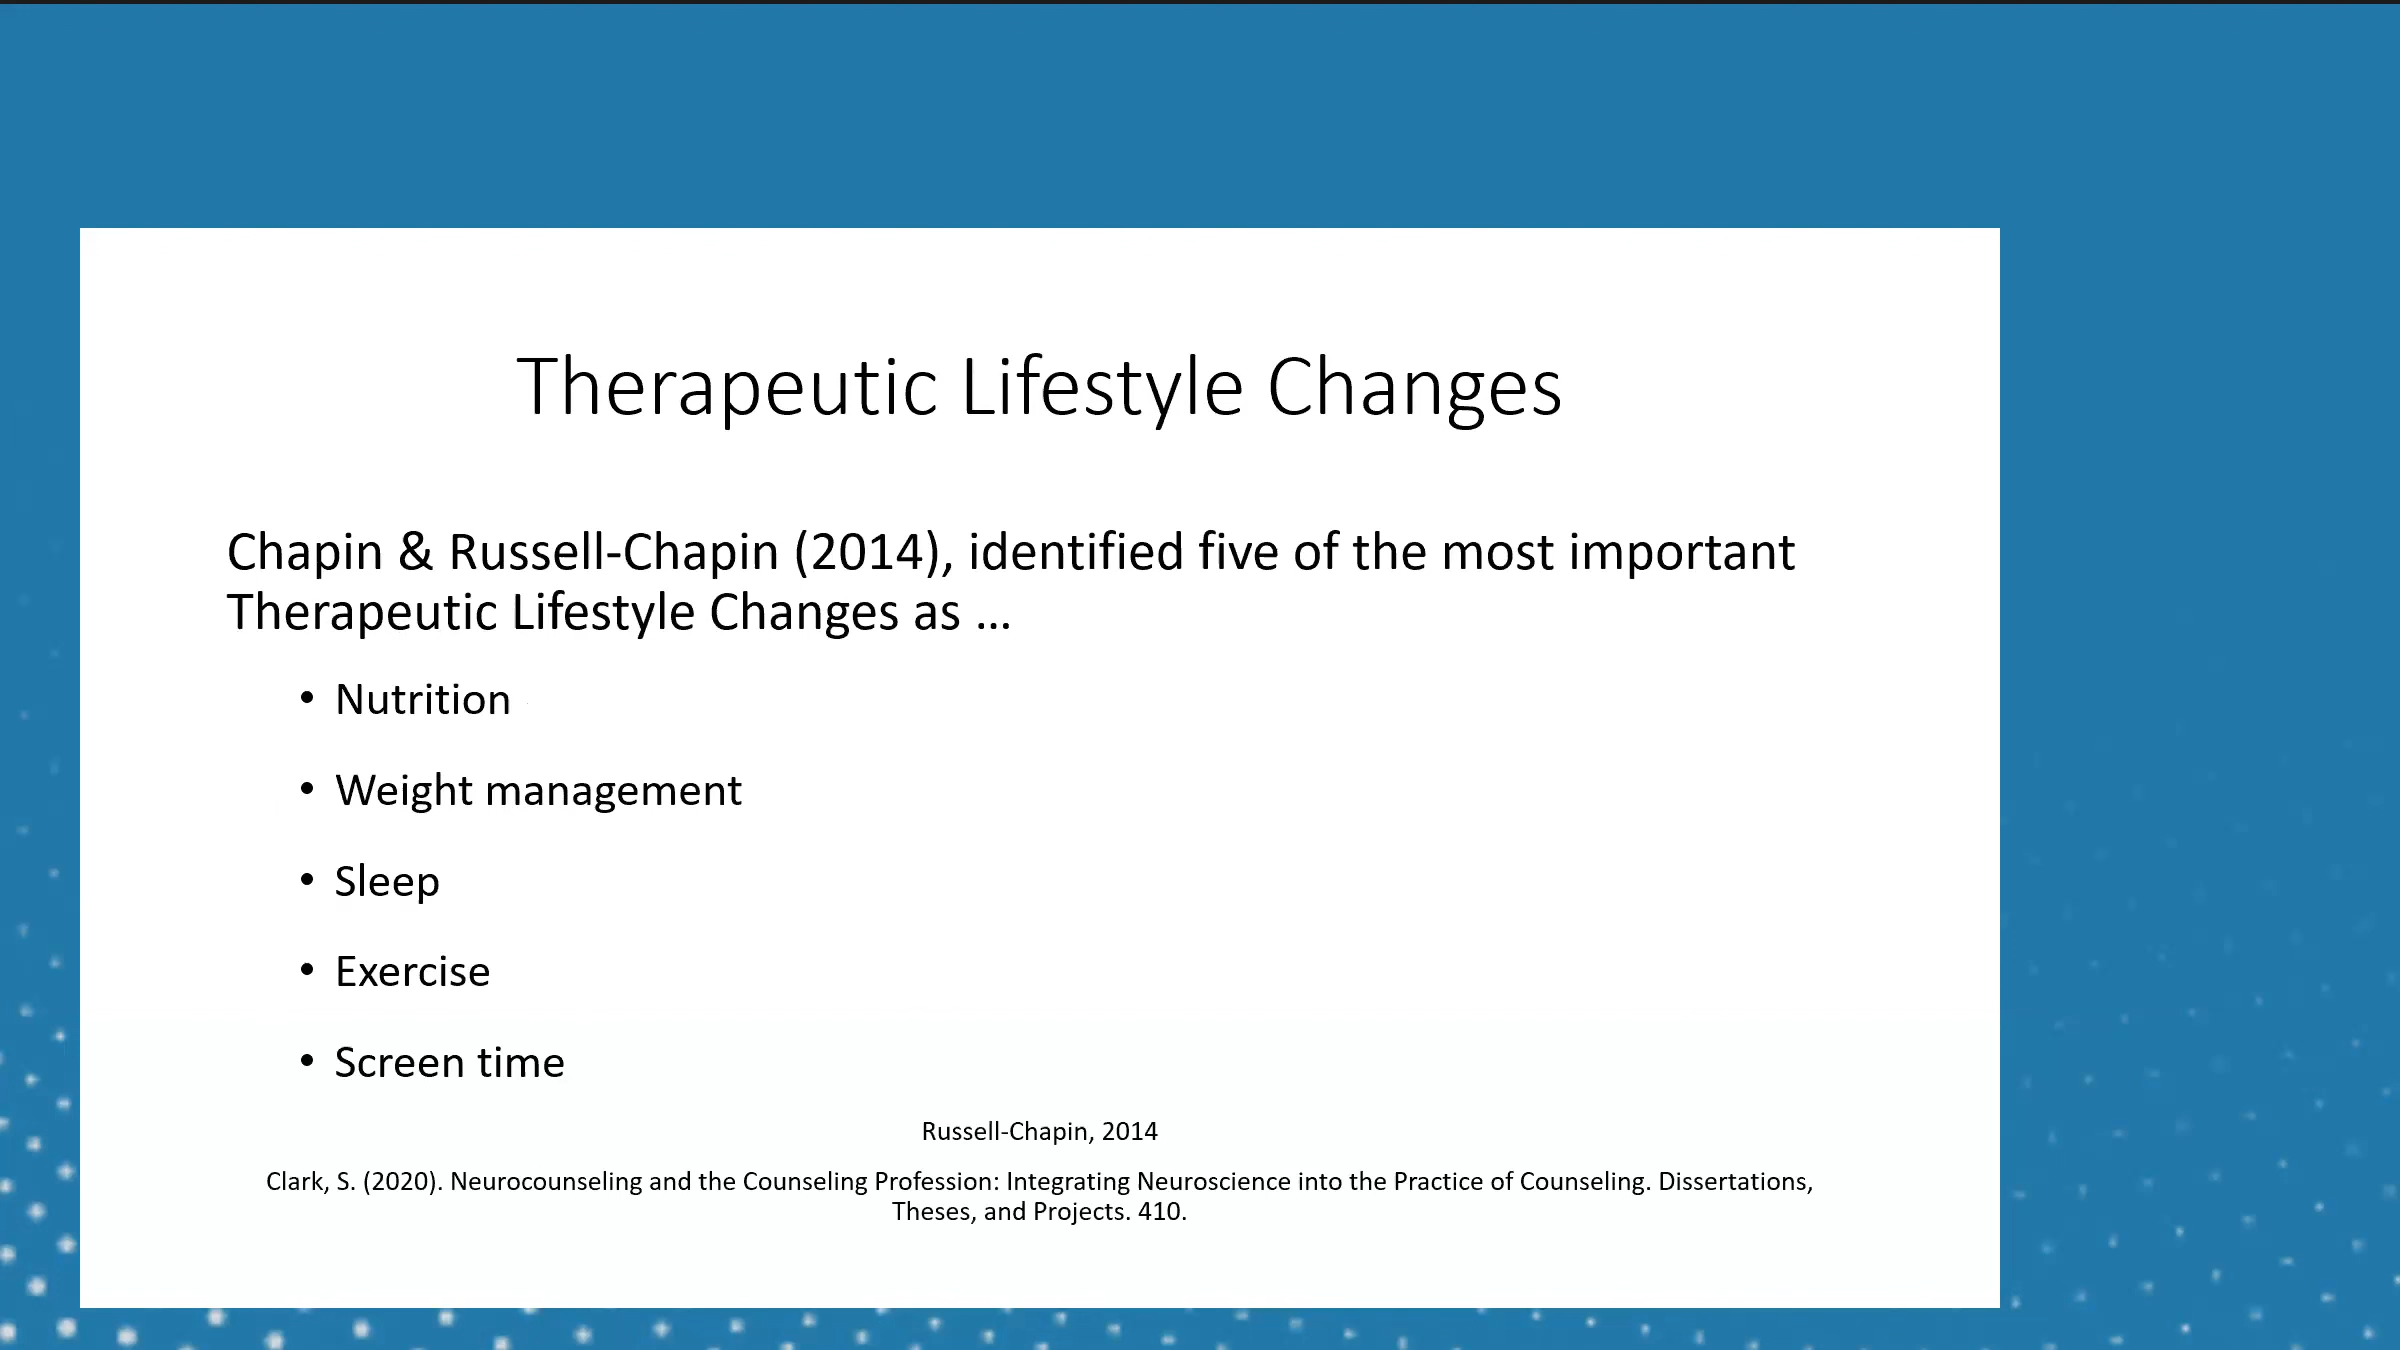 Therapeutic Lifestyle Changes
Chapin & Russell-Chapin (2014), identified five of the most important
Therapeutic Lifestyle Changes as …
• Nutrition
• Weight management
• Sleep
• Exercise
• Screen time
Russell-Chapin, 2014
Clark, S. (2020). Neurocounseling and the Counseling Profession: Integrating Neuroscience into the Practice of Counseling. Dissertations,
Theses, and Projects. 410.